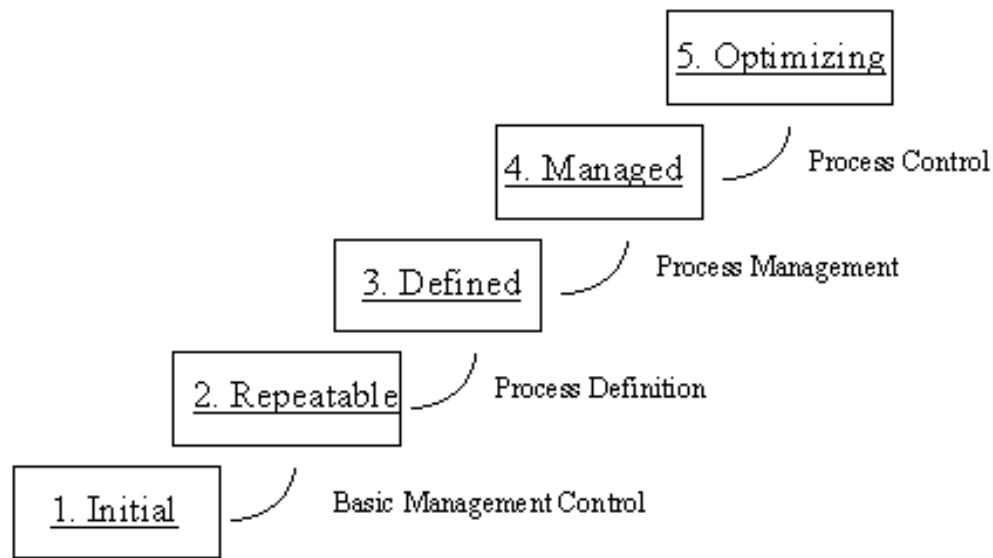 5. Optimizing
Process Control
4. Managed
Process Management
3. Defined
Process Definition
2. Repeatable
Basic Management Control
1. Initial